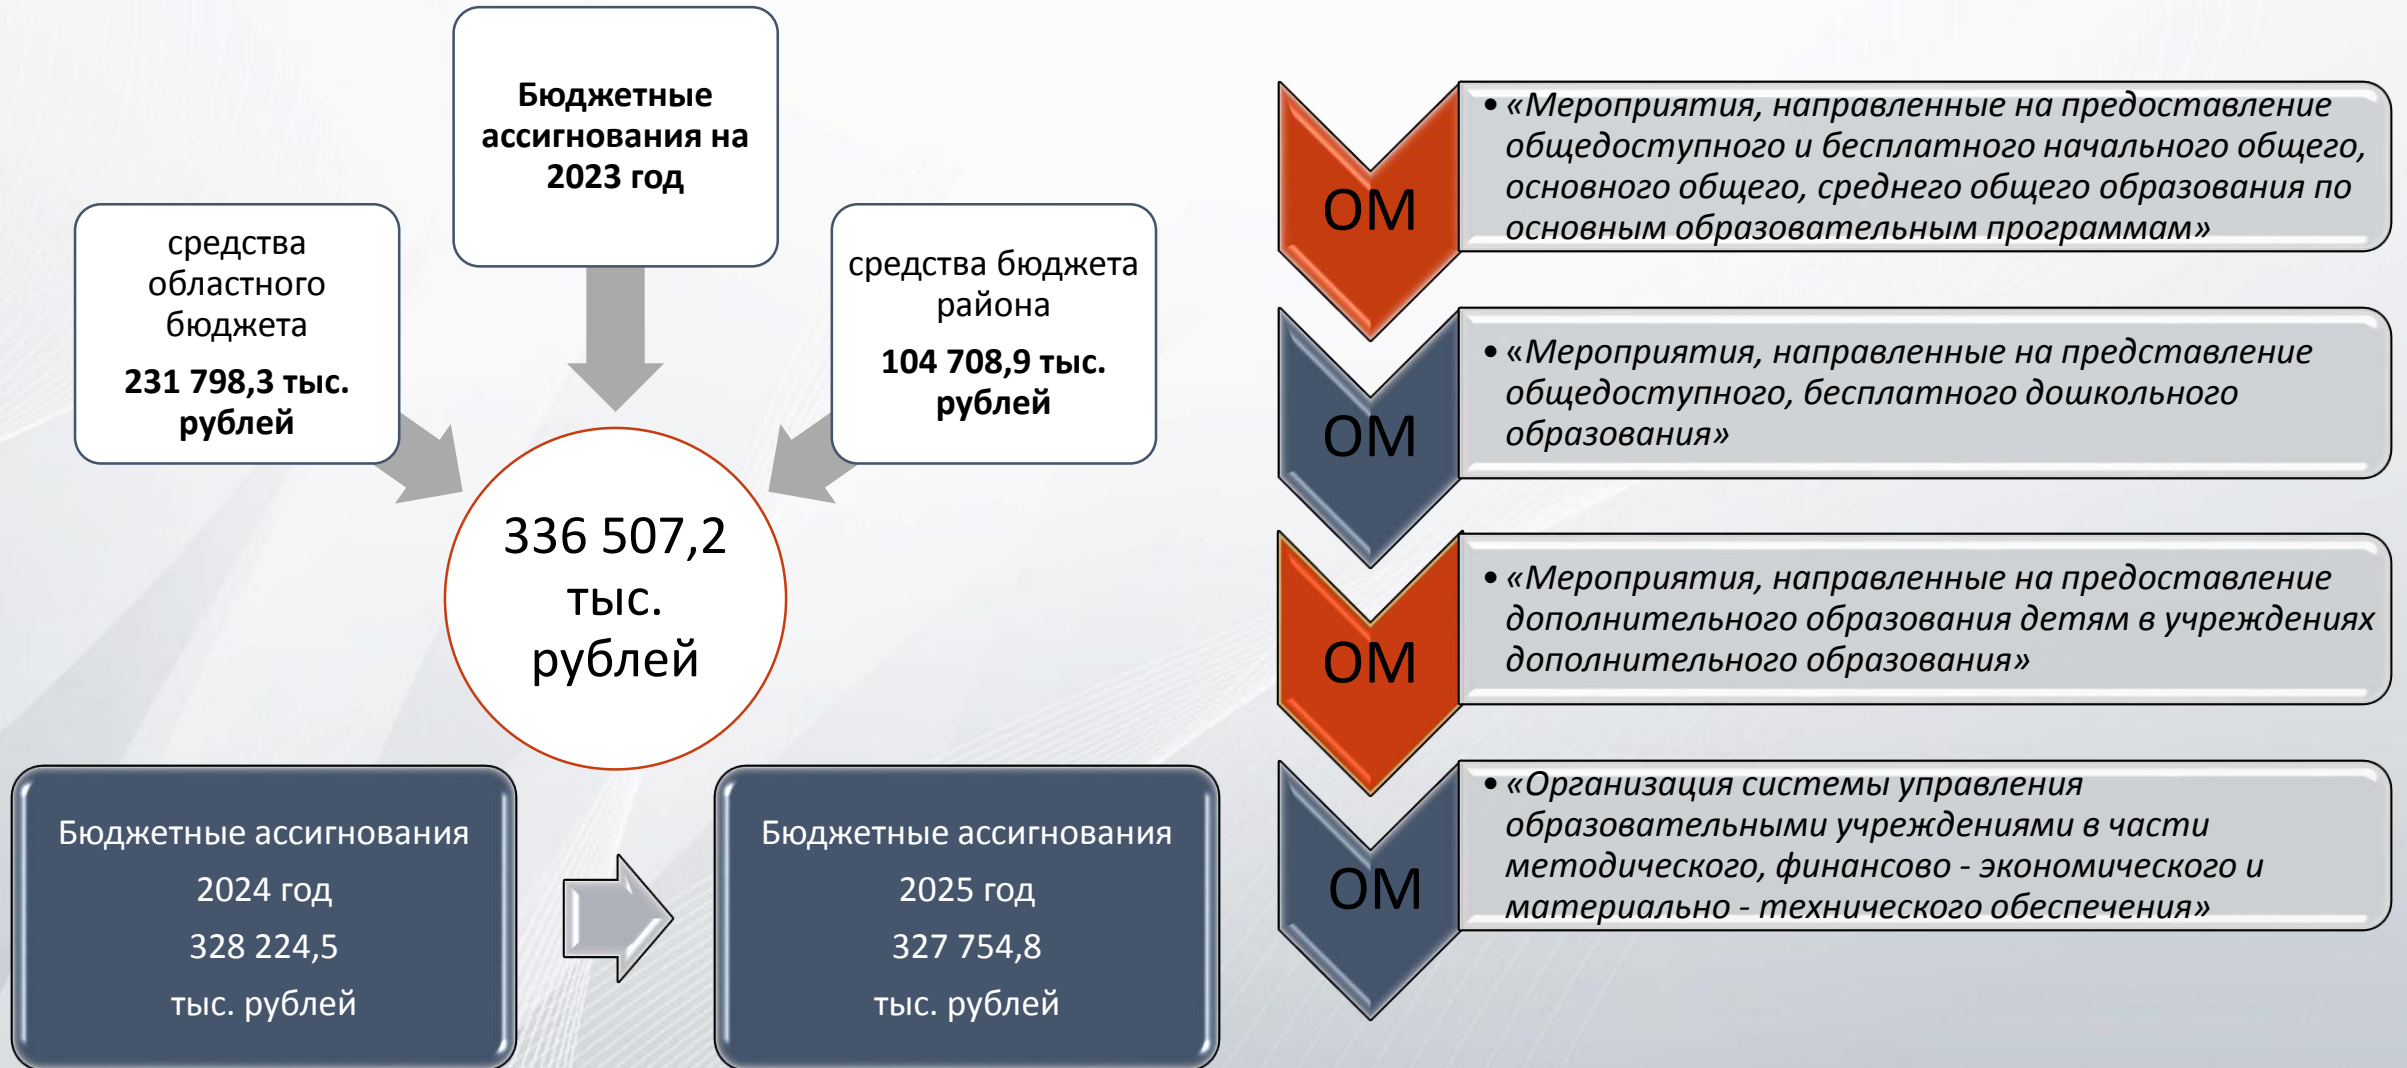 Бюджетные
ассигнования на
2023 год
средства
областного
бюджета
231 798,3 тыс.
рублей
средства бюджета
района
104 708,9 тыс.
рублей
336 507,2
тыс.
рублей
Бюджетные ассигнования
2024 год
328 224,5
тыс. рублей
Бюджетные ассигнования
2025 год
327 754,8
тыс. рублей
ОМ
• «Мероприятия, направленные на предоставление
общедоступного и бесплатного начального общего,
основного общего, среднего общего образования по
основным образовательным программам»
ОМ
• «Мероприятия, направленные на представление
общедоступного, бесплатного дошкольного
образования»
ОМ
• «Мероприятия, направленные на предоставление
дополнительного образования детям в учреждениях
дополнительного образования»
ОМ
• «Организация системы управления
образовательными учреждениями в части
методического, финансово - экономического и
материально - технического обеспечения»